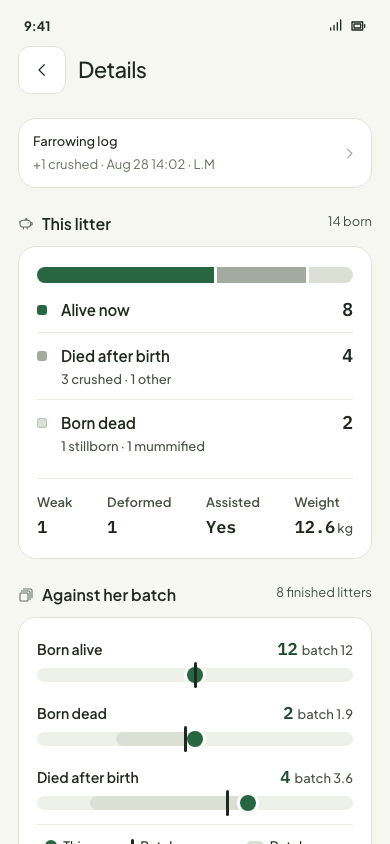 9:41
Details
Farrowing log
+1 crushed · Aug 28 14:02 · L.M
This litter
14 born
Alive now
8
Died after birth
4
3 crushed · 1 other
Born dead
2
1 stillborn · 1 mummified
Weak
Deformed
Assisted
Weight
1
1
Yes
12.6 kg
Against her batch
8 finished litters
Born alive
12 batch 12
Born dead
2 batch 1.9
Died after birth
4 batch 3.6